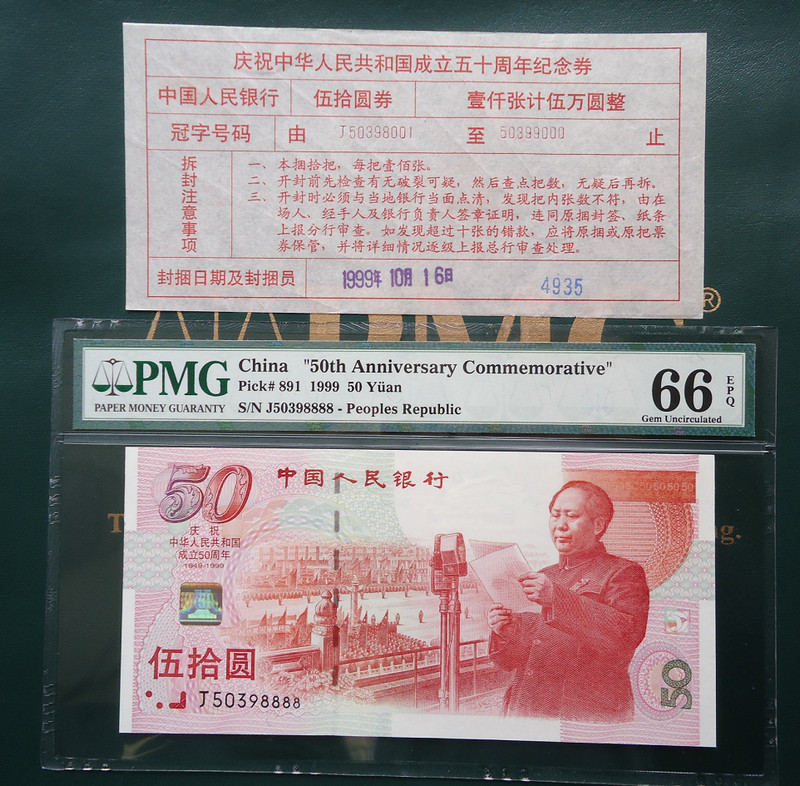 庆祝中华人民共和国成立五十周年纪念券
中国人民银行 伍拾圆券 壹仟张计伍万圆整
冠字号码 由 J50398001 至 50399000 止
拆封注意事项
一、本捆拾把，每把壹佰张。
二、开封前先检查有无破裂可疑，然后查点把数，无疑后再拆。
三、开封时必须与当地银行当面点清，发现把内张数不符，由在
场人、经手人及银行负责人签章证明，连同原捆封签、纸条
上报分行审查。如发现超过十张的错款，应将原捆或原把票
券保管，并将详细情况逐级上报总行审查处理。
封捆日期及封捆员 1999年 10月 16日 4935
PMG
PAPER MONEY GUARANTY
China "50th Anniversary Commemorative"
Pick# 891 1999 50 Yüan
S/N J50398888 - Peoples Republic
66 EPQ
Gem Uncirculated
50
中国人民银行
庆祝
中华人民共和国
成立50周年
1949-1999
伍拾圆
J50398888
50